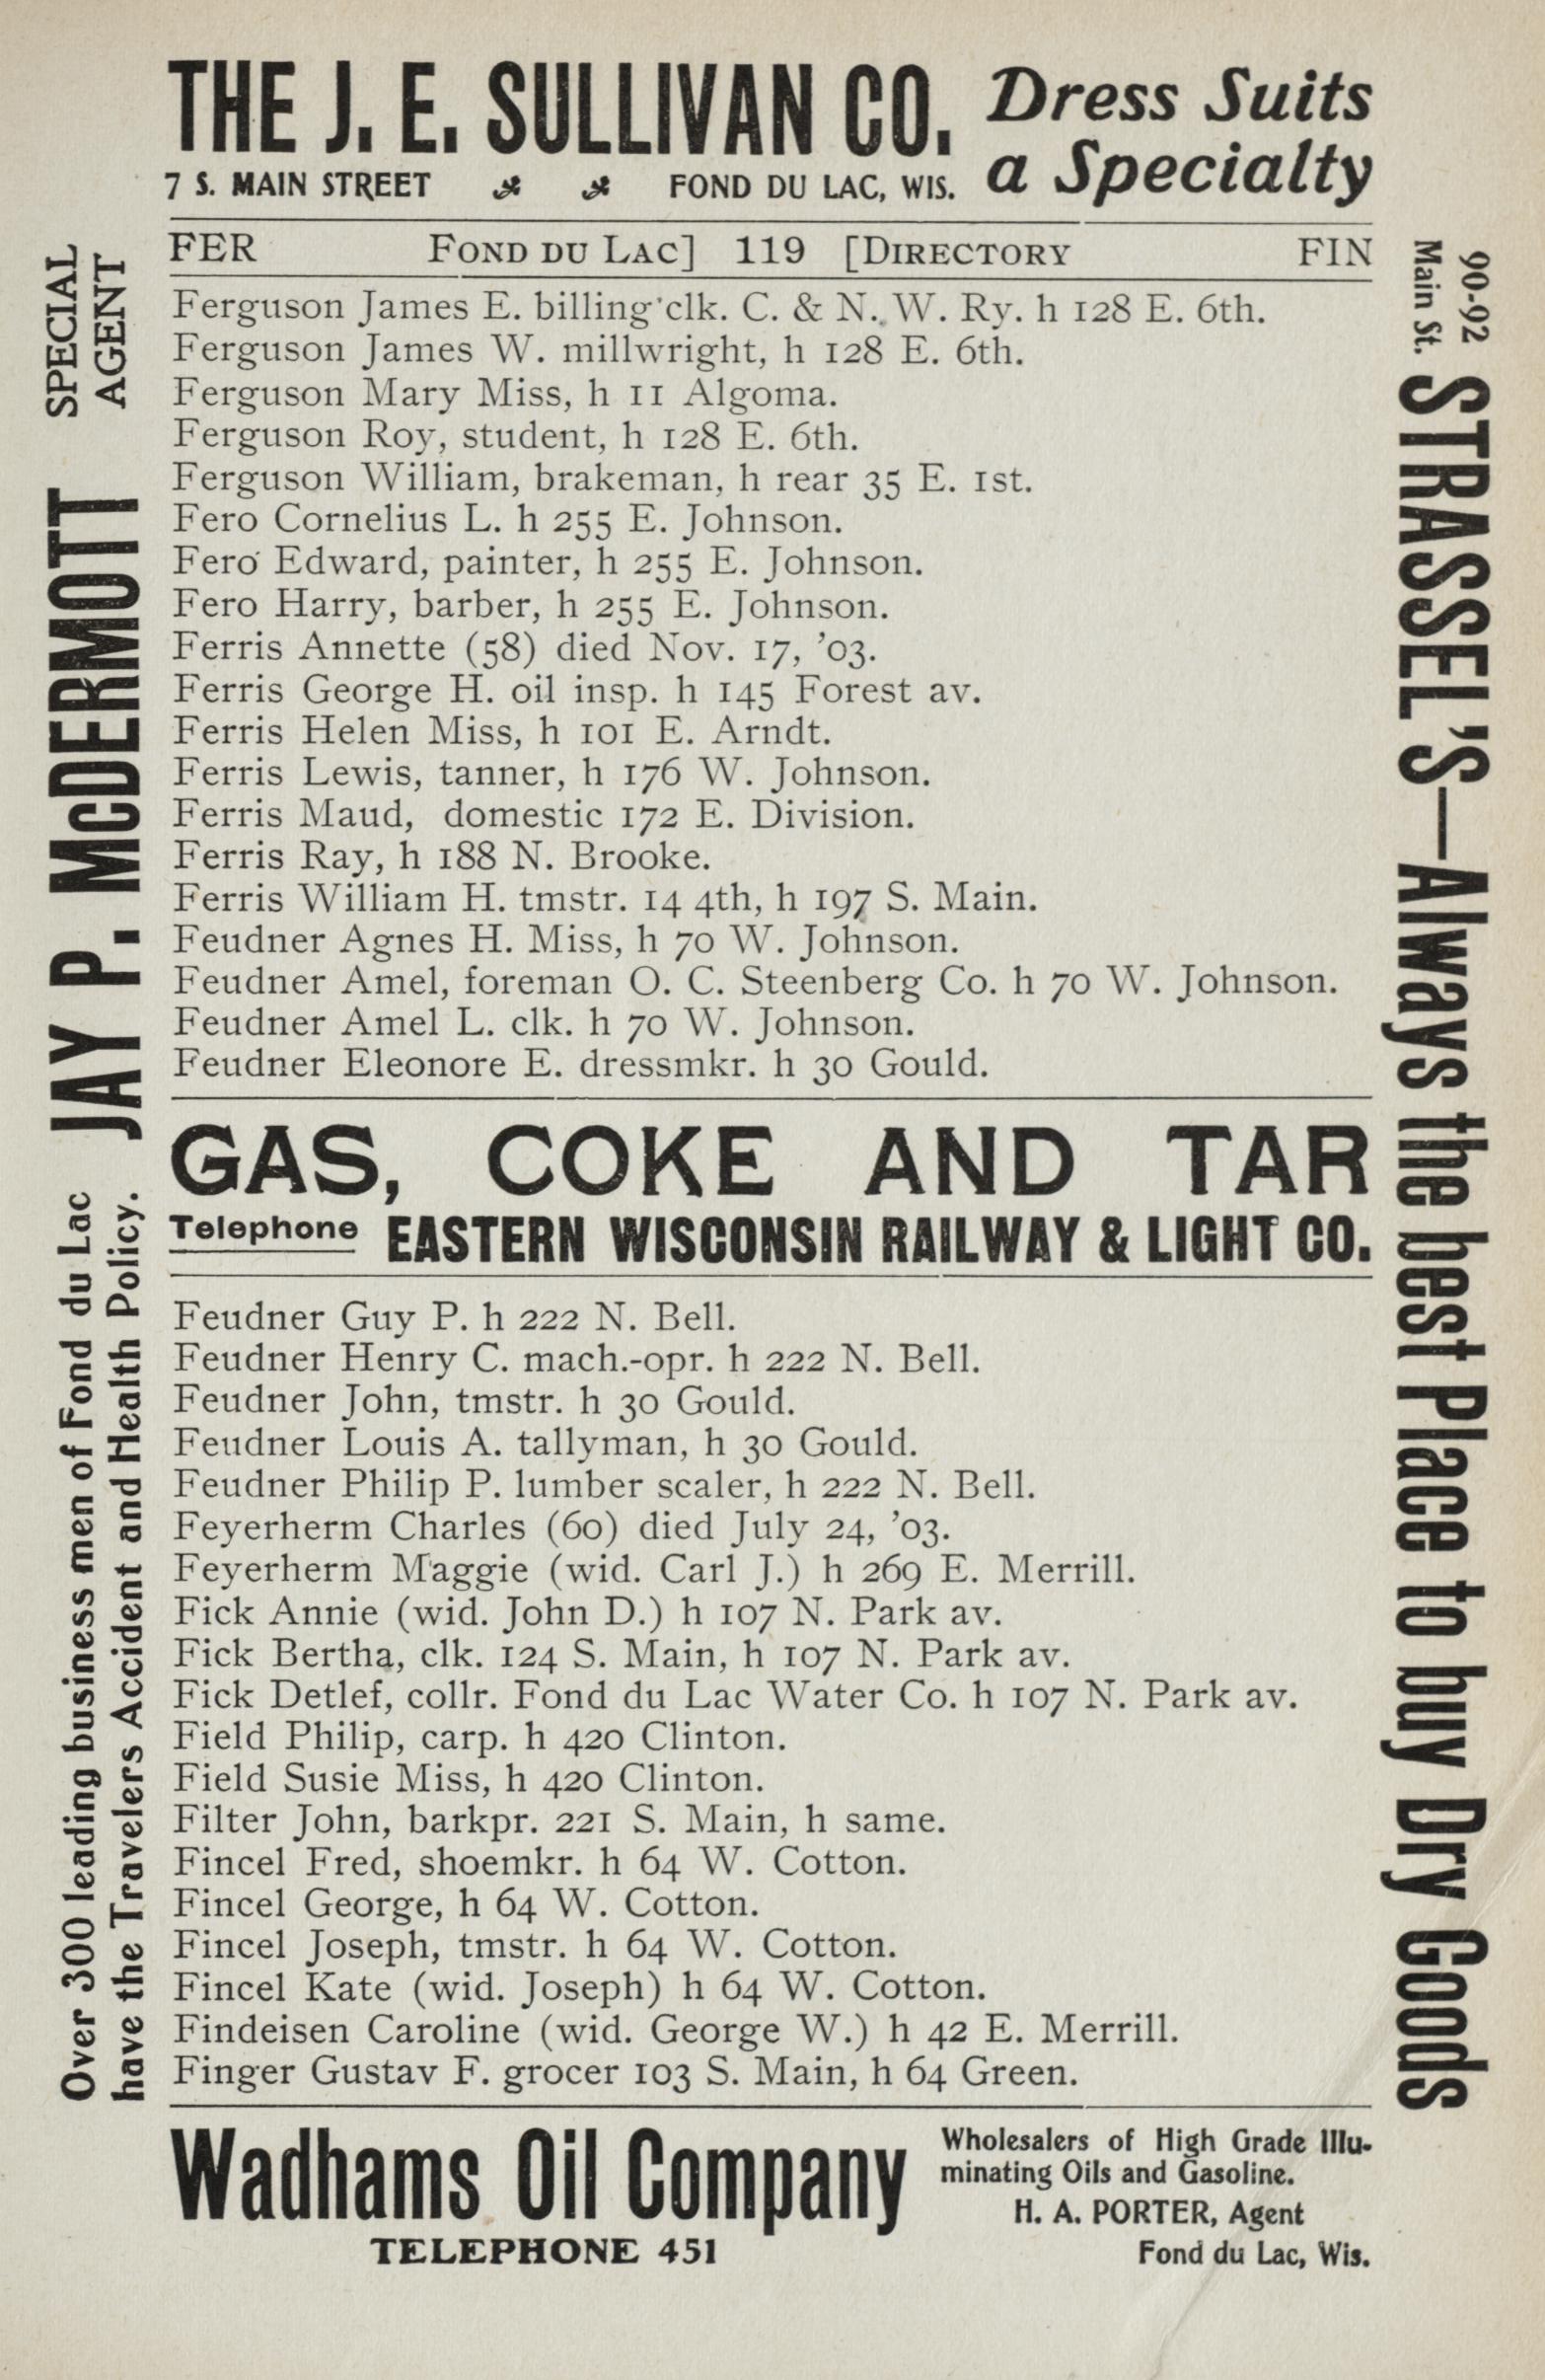 THE J. E. SULLIVAN CO.
7 S. MAIN STREET FOND DU LAC, WIS.
Dress Suits
a Specialty
FER FOND DU LAC] 119 [DIRECTORY FIN
Ferguson James E. billing clk. C. & N. W. Ry. h 128 E. 6th.
Ferguson James W. millwright, h 128 E. 6th.
Ferguson Mary Miss, h 11 Algoma.
Ferguson Roy, student, h 128 E. 6th.
Ferguson William, brakeman, h rear 35 E. 1st.
Fero Cornelius L. h 255 E. Johnson.
Fero Edward, painter, h 255 E. Johnson.
Fero Harry, barber, h 255 E. Johnson.
Ferris Annette (58) died Nov. 17, ’03.
Ferris George H. oil insp. h 145 Forest av.
Ferris Helen Miss, h 101 E. Arndt.
Ferris Lewis, tanner, h 176 W. Johnson.
Ferris Maud, domestic 172 E. Division.
Ferris Ray, h 188 N. Brooke.
Ferris William H. tmstr. 14 4th, h 197 S. Main.
Feudner Agnes H. Miss, h 70 W. Johnson.
Feudner Amel, foreman O. C. Steenberg Co. h 70 W. Johnson.
Feudner Amel L. clk. h 70 W. Johnson.
Feudner Eleonore E. dressmkr. h 30 Gould.
GAS, COKE AND TAR
Telephone EASTERN WISCONSIN RAILWAY & LIGHT CO.
Feudner Guy P. h 222 N. Bell.
Feudner Henry C. mach.-opr. h 222 N. Bell.
Feudner John, tmstr. h 30 Gould.
Feudner Louis A. tallyman, h 30 Gould.
Feudner Philip P. lumber scaler, h 222 N. Bell.
Feyerherm Charles (60) died July 24, ’03.
Feyerherm Maggie (wid. Carl J.) h 269 E. Merrill.
Fick Annie (wid. John D.) h 107 N. Park av.
Fick Bertha, clk. 124 S. Main, h 107 N. Park av.
Fick Detlef, collr. Fond du Lac Water Co. h 107 N. Park av.
Field Philip, carp. h 420 Clinton.
Field Susie Miss, h 420 Clinton.
Filter John, barkpr. 221 S. Main, h same.
Fincel Fred, shoemkr. h 64 W. Cotton.
Fincel George, h 64 W. Cotton.
Fincel Joseph, tmstr. h 64 W. Cotton.
Fincel Kate (wid. Joseph) h 64 W. Cotton.
Findeisen Caroline (wid. George W.) h 42 E. Merrill.
Finger Gustav F. grocer 103 S. Main, h 64 Green.
Wadhams Oil Company
TELEPHONE 451
Wholesalers of High Grade Illu-
minating Oils and Gasoline.
H. A. PORTER, Agent
Fond du Lac, Wis.
Over 300 leading business men of Fond du Lac
have the Travelers Accident and Health Policy.
JAY P. McDERMOTT
SPECIAL
AGENT
90-92
Main St.
STRASSEL'S—Always the best Place to buy Dry Goods